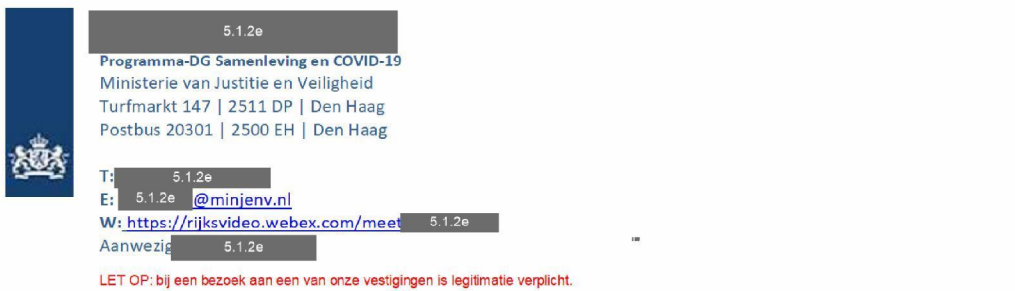 5.1.2e
Programma-DG Samenleving en COVID-19
Ministerie van Justitie en Veiligheid
Turfmarkt 147 | 2511 DP | Den Haag
Postbus 20301 | 2500 EH | Den Haag
T: 5.1.2e
E: 5.1.2e @minjenv.nl
W: https://rijksvideo.webex.com/meet 5.1.2e
Aanwezig 5.1.2e
LET OP: bij een bezoek aan een van onze vestigingen is legitimatie verplicht.